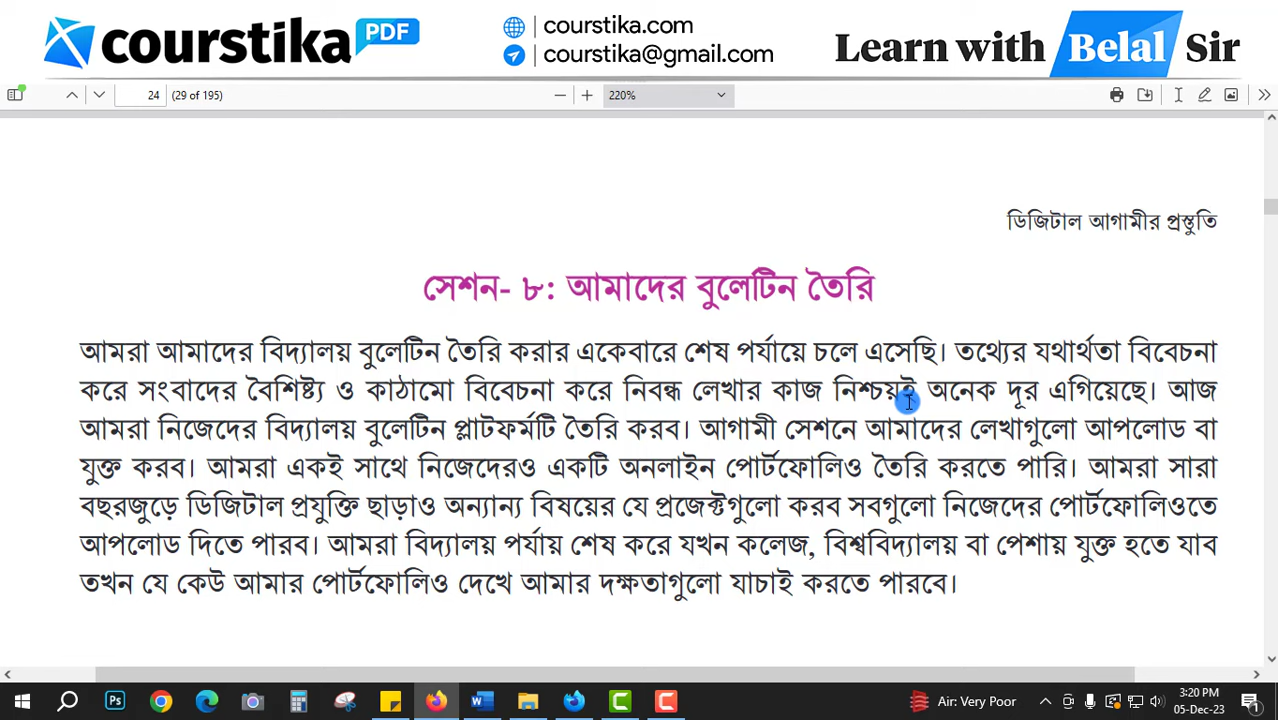 courstika PDF
courstika.com
courstika@gmail.com
Learn with Belal Sir
24 (29 of 195)
220%
ডিজিটাল আগামীর প্রস্তুতি
সেশন- ৮: আমাদের বুলেটিন তৈরি
আমরা আমাদের বিদ্যালয় বুলেটিন তৈরি করার একেবারে শেষ পর্যায়ে চলে এসেছি। তথ্যের যথার্থতা বিবেচনা
করে সংবাদের বৈশিষ্ট্য ও কাঠামো বিবেচনা করে নিবন্ধ লেখার কাজ নিশ্চয়ই অনেক দূর এগিয়েছে। আজ
আমরা নিজেদের বিদ্যালয় বুলেটিন প্লাটফর্মটি তৈরি করব। আগামী সেশনে আমাদের লেখাগুলো আপলোড বা
যুক্ত করব। আমরা একই সাথে নিজেদেরও একটি অনলাইন পোর্টফোলিও তৈরি করতে পারি। আমরা সারা
বছরজুড়ে ডিজিটাল প্রযুক্তি ছাড়াও অন্যান্য বিষয়ের যে প্রজেক্টগুলো করব সবগুলো নিজেদের পোর্টফোলিওতে
আপলোড দিতে পারব। আমরা বিদ্যালয় পর্যায় শেষ করে যখন কলেজ, বিশ্ববিদ্যালয় বা পেশায় যুক্ত হতে যাব
তখন যে কেউ আমার পোর্টফোলিও দেখে আমার দক্ষতাগুলো যাচাই করতে পারবে।
Ps
W
C
C
Air: Very Poor
3:20 PM
05-Dec-23
1